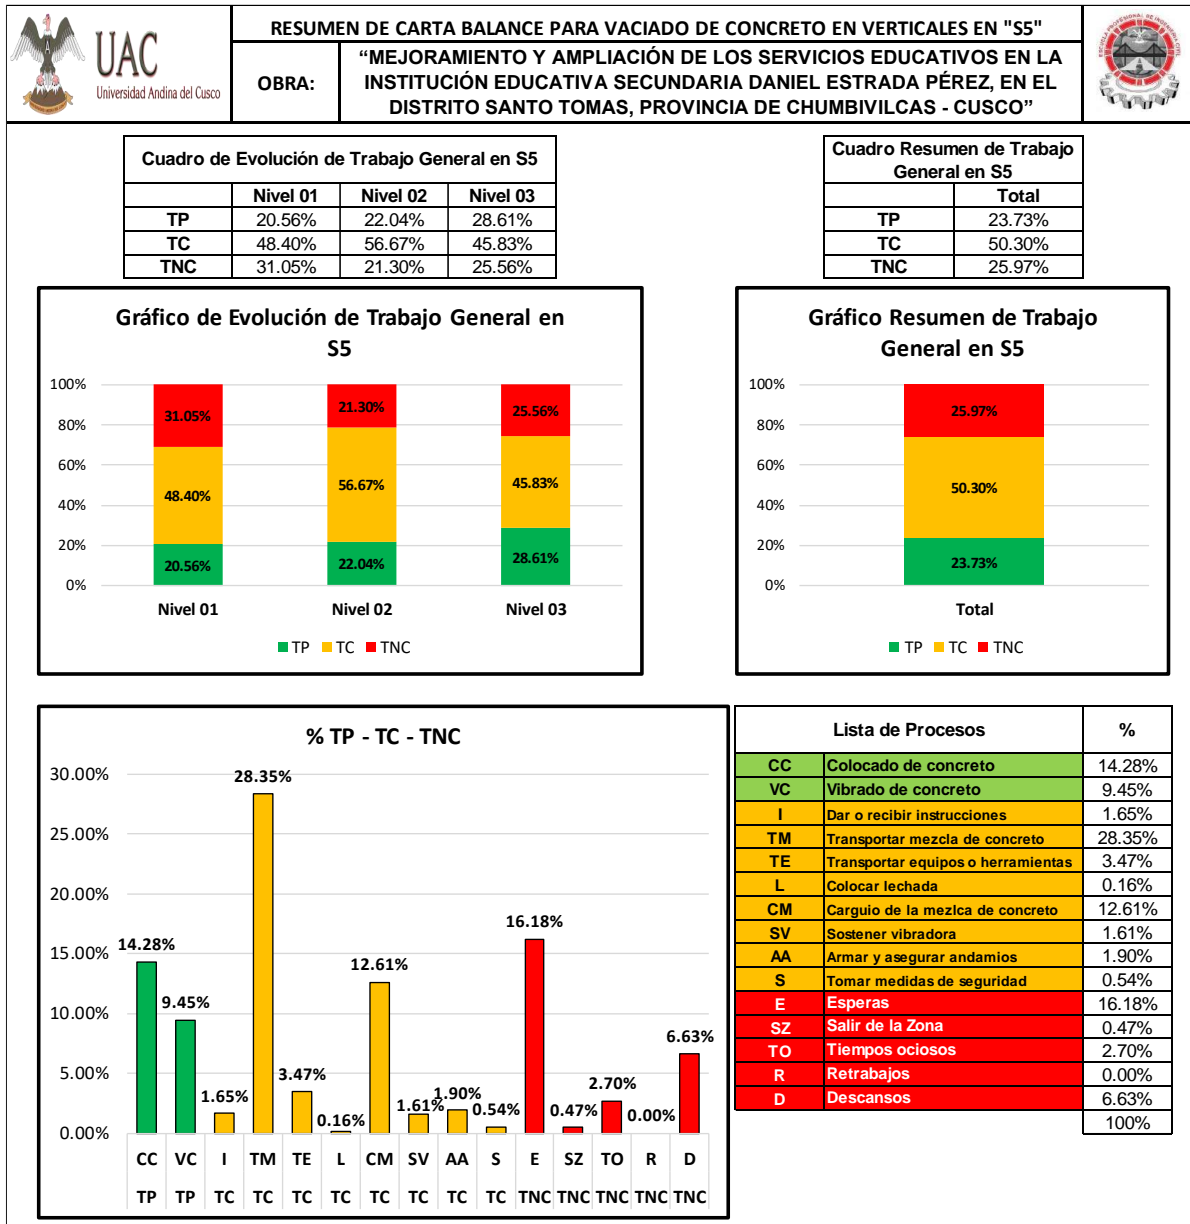 UAC
Universidad Andina del Cusco
RESUMEN DE CARTA BALANCE PARA VACIADO DE CONCRETO EN VERTICALES EN "S5"
OBRA:
“MEJORAMIENTO Y AMPLIACIÓN DE LOS SERVICIOS EDUCATIVOS EN LA
INSTITUCIÓN EDUCATIVA SECUNDARIA DANIEL ESTRADA PÉREZ, EN EL
DISTRITO SANTO TOMAS, PROVINCIA DE CHUMBIVILCAS - CUSCO”
Cuadro de Evolución de Trabajo General en S5
Nivel 01 Nivel 02 Nivel 03
TP 20.56% 22.04% 28.61%
TC 48.40% 56.67% 45.83%
TNC 31.05% 21.30% 25.56%
Cuadro Resumen de Trabajo
General en S5
Total
TP 23.73%
TC 50.30%
TNC 25.97%
Gráfico de Evolución de Trabajo General en
S5
100%
80%
60%
40%
20%
0%
31.05% 21.30% 25.56%
48.40% 56.67% 45.83%
20.56% 22.04% 28.61%
Nivel 01 Nivel 02 Nivel 03
TP TC TNC
Gráfico Resumen de Trabajo
General en S5
100%
80%
60%
40%
20%
0%
25.97%
50.30%
23.73%
Total
TP TC TNC
% TP - TC - TNC
30.00%
25.00%
20.00%
15.00%
10.00%
5.00%
0.00%
14.28% 9.45% 1.65% 28.35% 3.47% 0.16% 12.61% 1.61% 1.90% 0.54% 16.18% 0.47% 2.70% 0.00% 6.63%
CC VC I TM TE L CM SV AA S E SZ TO R D
TP TP TC TC TC TC TC TC TC TC TNC TNC TNC TNC TNC
Lista de Procesos %
CC Colocado de concreto 14.28%
VC Vibrado de concreto 9.45%
I Dar o recibir instrucciones 1.65%
TM Transportar mezcla de concreto 28.35%
TE Transportar equipos o herramientas 3.47%
L Colocar lechada 0.16%
CM Carguio de la mezlca de concreto 12.61%
SV Sostener vibradora 1.61%
AA Armar y asegurar andamios 1.90%
S Tomar medidas de seguridad 0.54%
E Esperas 16.18%
SZ Salir de la Zona 0.47%
TO Tiempos ociosos 2.70%
R Retrabajos 0.00%
D Descansos 6.63%
100%